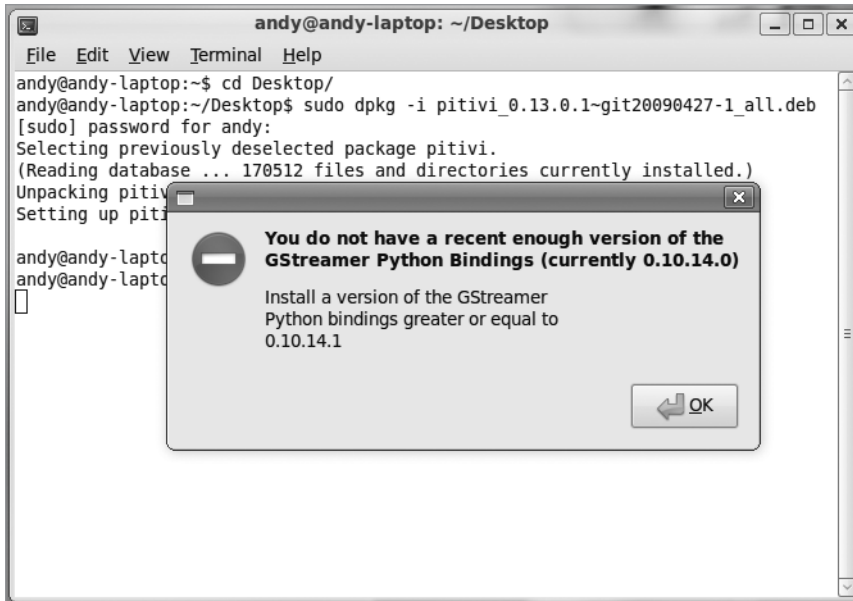 andy@andy-laptop: ~/Desktop
File Edit View Terminal Help
andy@andy-laptop:~$ cd Desktop/
andy@andy-laptop:~/Desktop$ sudo dpkg -i pitivi_0.13.0.1~git20090427-1_all.deb
[sudo] password for andy:
Selecting previously deselected package pitivi.
(Reading database ... 170512 files and directories currently installed.)
Unpacking pitiv
Setting up piti
andy@andy-lapto
andy@andy-lapto
You do not have a recent enough version of the
GStreamer Python Bindings (currently 0.10.14.0)
Install a version of the GStreamer
Python bindings greater or equal to
0.10.14.1
OK